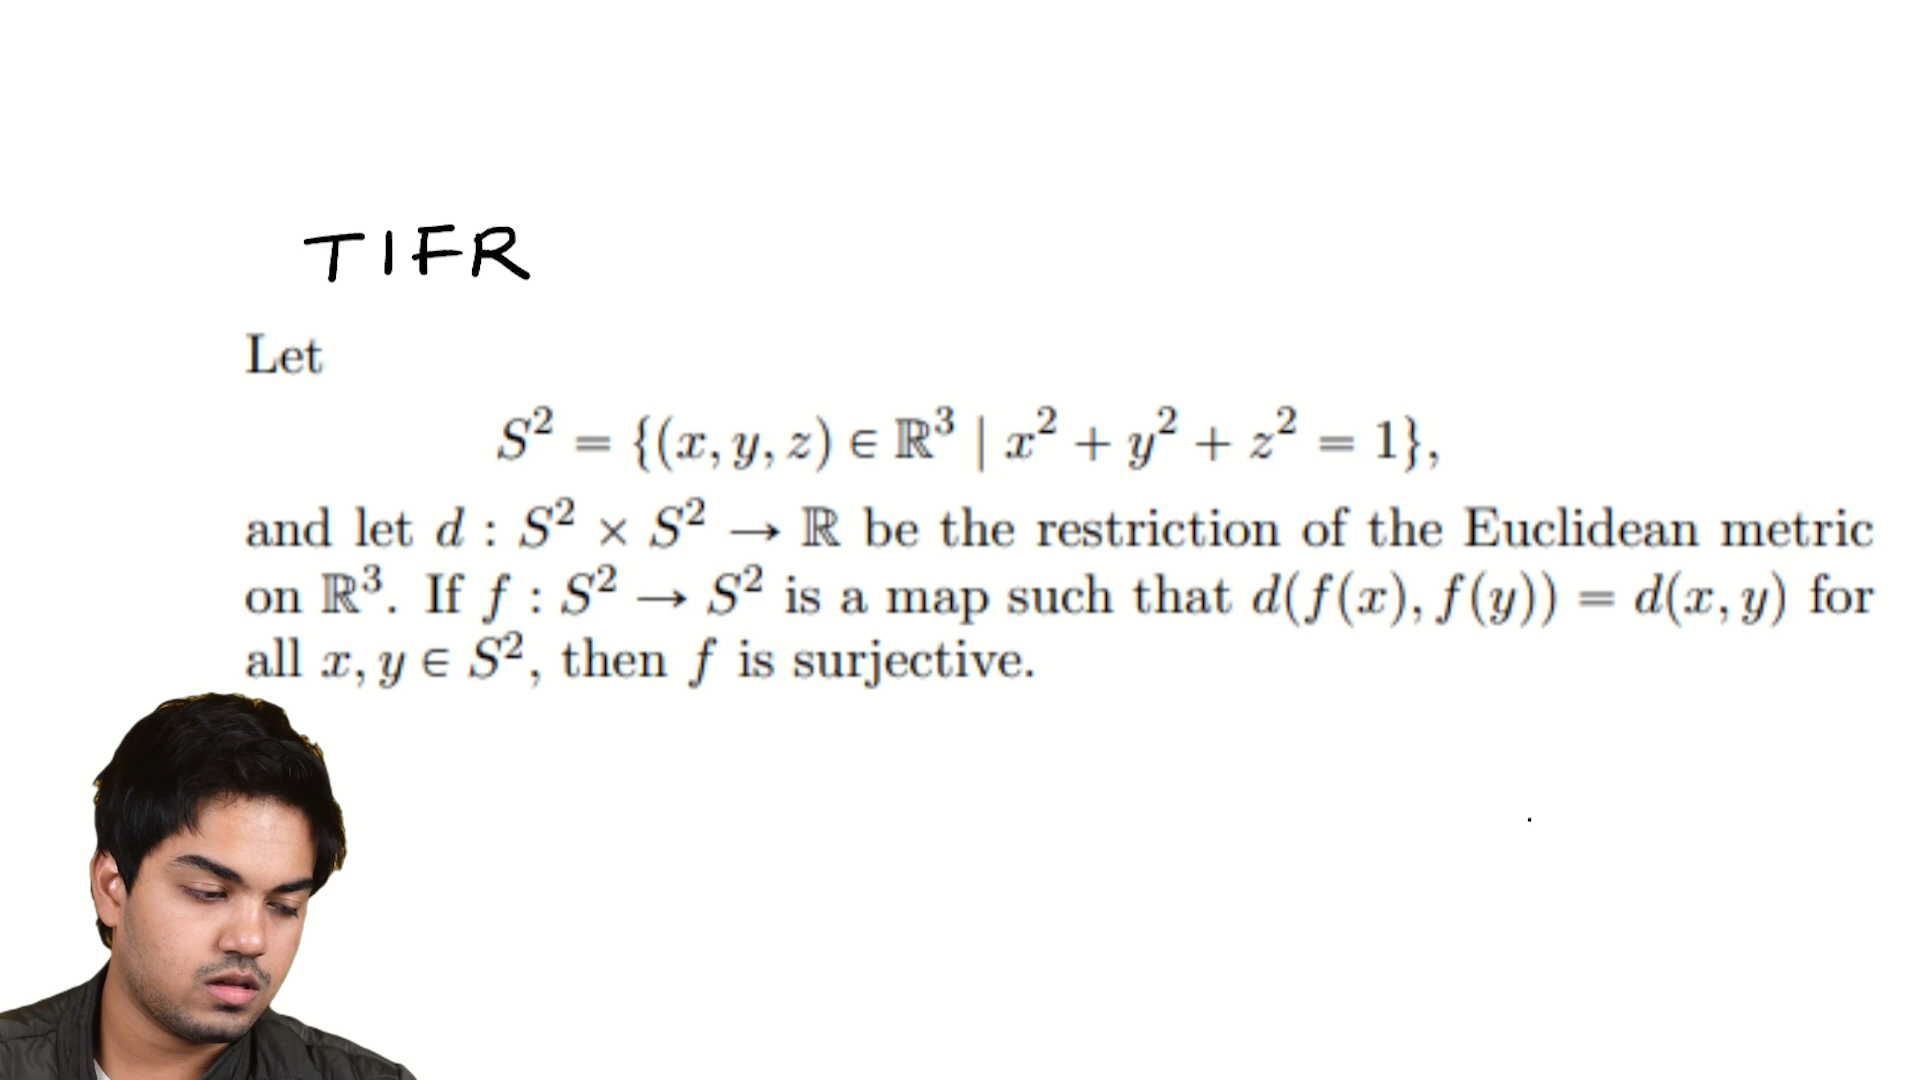 TIFR
Let
S² = {(x, y, z) ∈ ℝ³ | x² + y² + z² = 1},
and let d : S² × S² → ℝ be the restriction of the Euclidean metric
on ℝ³. If f : S² → S² is a map such that d(f(x), f(y)) = d(x, y) for
all x, y ∈ S², then f is surjective.